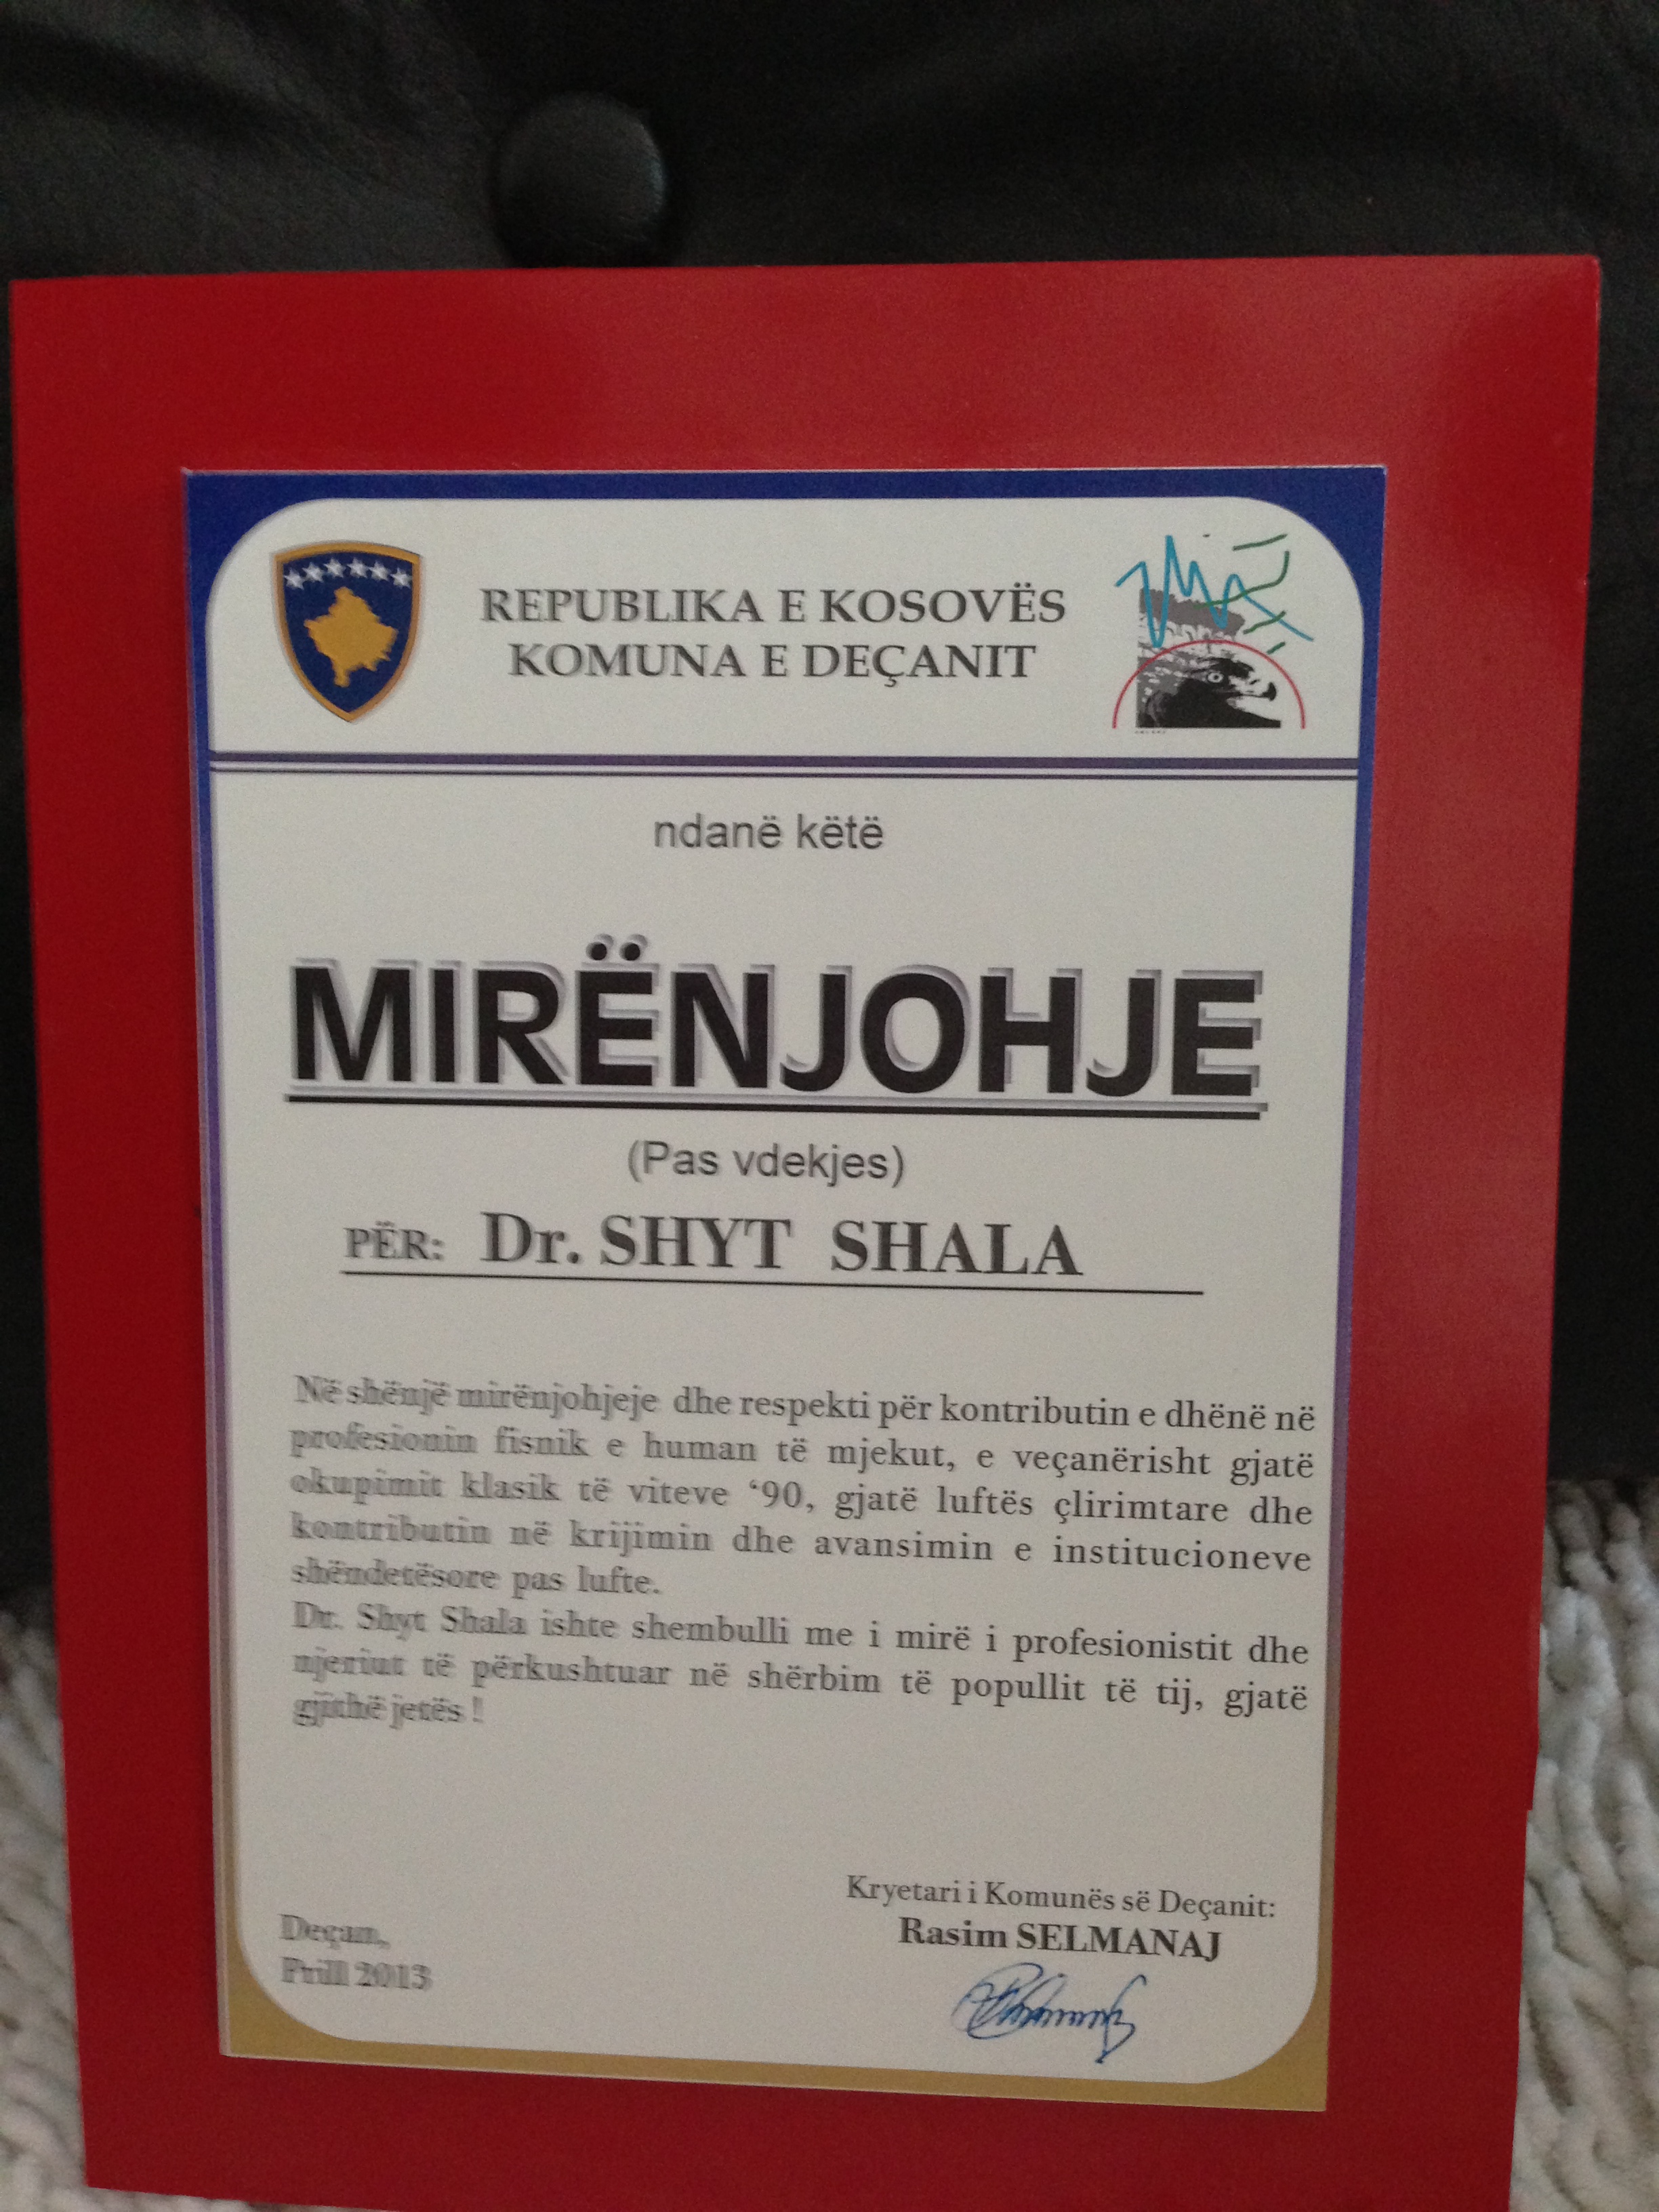 REPUBLIKA E KOSOVËS
KOMUNA E DEÇANIT
ndanë këtë
MIRËNJOHJE
(Pas vdekjes)
PËR: Dr. SHYT SHALA
Në shënjë mirënjohjeje dhe respekti për kontributin e dhënë në
profesionin fisnik e human të mjekut, e veçanërisht gjatë
okupimit klasik të viteve ‘90, gjatë luftës çlirimtare dhe
kontributin në krijimin dhe avansimin e institucioneve
shëndetësore pas lufte.
Dr. Shyt Shala ishte shembulli me i mirë i profesionistit dhe
njeriut të përkushtuar në shërbim të popullit të tij, gjatë
gjithë jetës !
Kryetari i Komunës së Deçanit:
Rasim SELMANAJ
Deçan,
Prill 2013